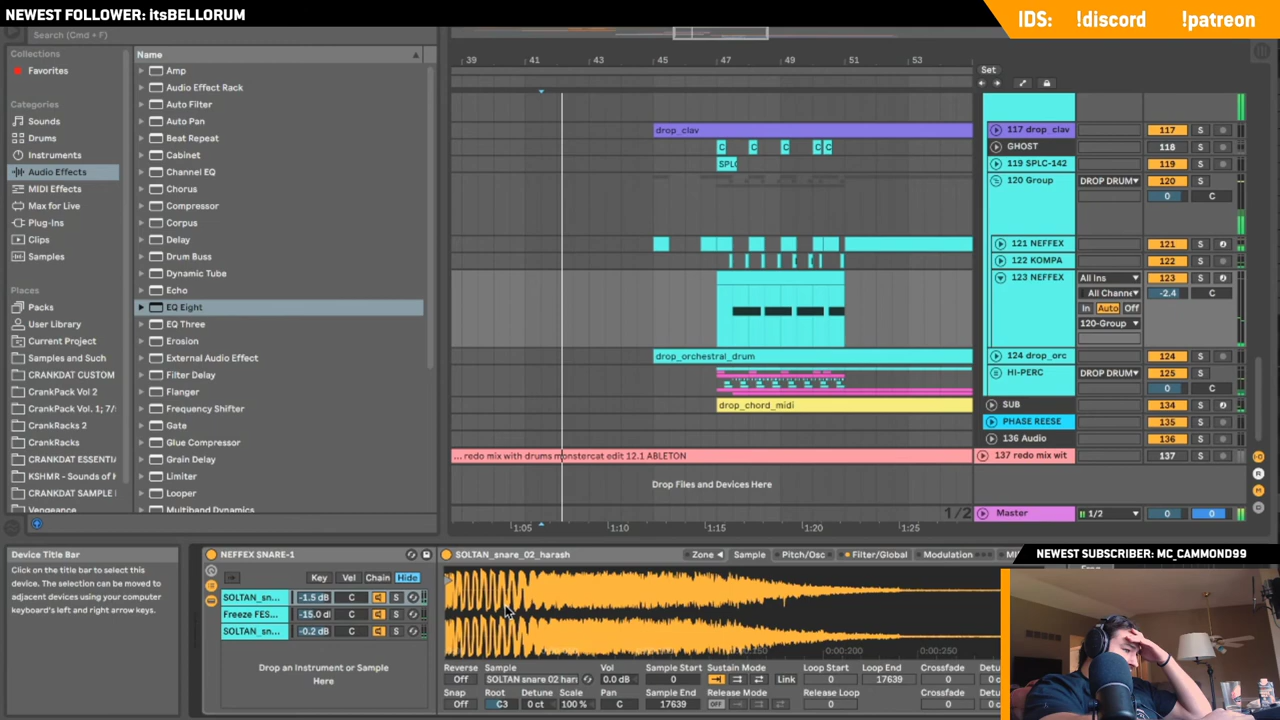 NEWEST FOLLOWER: itsBELLORUM
IDS: !discord !patreon
Search (Cmd + F)
Collections
Favorites
Categories
Sounds
Drums
Instruments
Audio Effects
MIDI Effects
Max for Live
Plug-Ins
Clips
Samples
Places
Packs
User Library
Current Project
Samples and Such
CRANKDAT CUSTOM
CrankPack Vol 2
CrankPack Vol. 1; 7/
CrankRacks 2
CrankRacks
CRANKDAT ESSENTI
KSHMR - Sounds of
CRANKDAT SAMPLE
Vengeance
Name
Amp
Audio Effect Rack
Auto Filter
Auto Pan
Beat Repeat
Cabinet
Channel EQ
Chorus
Compressor
Corpus
Delay
Drum Buss
Dynamic Tube
Echo
EQ Eight
EQ Three
Erosion
External Audio Effect
Filter Delay
Flanger
Frequency Shifter
Gate
Glue Compressor
Grain Delay
Limiter
Looper
Multiband Dynamics
39 41 43 45 47 49 51 53
Set
drop_clav
117 drop_clav 117 S
C C C C C
GHOST 118 S
SPLC
119 SPLC-142 119 S
120 Group DROP DRUM 120 S
0 C
121 NEFFEX 121 S
122 KOMPA 122 S
123 NEFFEX All Ins 123 S
All Channe -2.4 C
In Auto Off
120-Group
drop_orchestral_drum
124 drop_orc 124 S
HI-PERC DROP DRUM 125 S
0 C
drop_chord_midi
SUB 134 S
PHASE REESE 135 S
136 Audio 136 S
... redo mix with drums monstercat edit 12.1 ABLETON
137 redo mix wit 137 S
Drop Files and Devices Here
1/2
Master 1/2 0 0
1:05 1:10 1:15 1:20 1:25
Device Title Bar
Click on the title bar to select this
device. The selection can be moved to
adjacent devices using your computer
keyboard's left and right arrow keys.
NEFFEX SNARE-1
Key Vel Chain Hide
SOLTAN_sn... -1.5 dB C S
Freeze FES... -15.0 dB C S
SOLTAN_sn... -0.2 dB C S
Drop an Instrument or Sample
Here
SOLTAN_snare_02_harash
Zone Sample Pitch/Osc Filter/Global Modulation
0:00:250
Reverse Sample Vol Sample Start Sustain Mode Loop Start Loop End Crossfade Detu
Off SOLTAN snare 02 hari 0.0 dB 0 Link 0 17639 0
Snap Root Detune Scale Pan Sample End Release Mode Release Loop Crossfade Detu
Off C3 0 ct 100 % C 17639 OFF 0 0
NEWEST SUBSCRIBER: MC_CAMMOND99